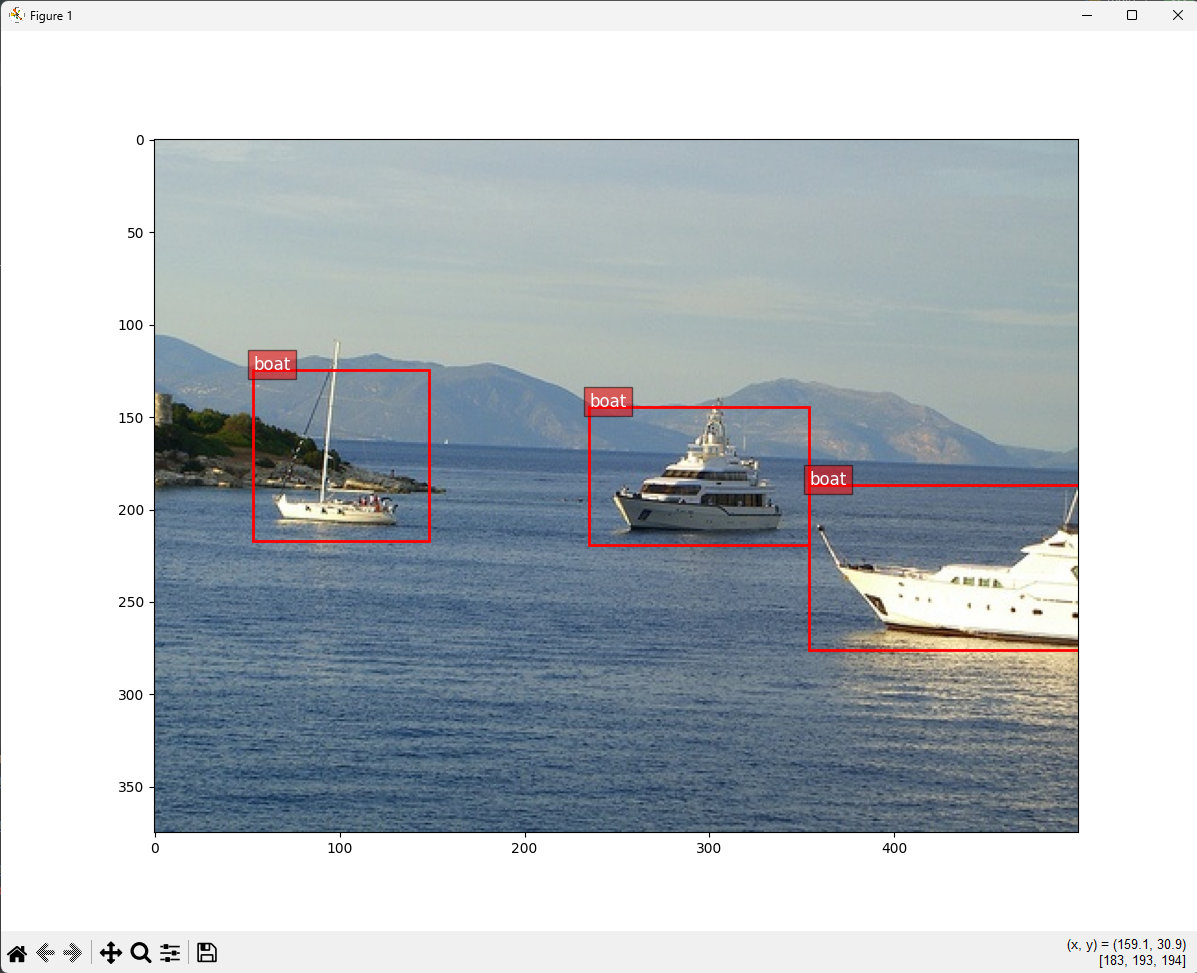 Figure 1
0
50
100
150
200
250
300
350
boat
boat
boat
0 100 200 300 400
(x, y) = (159.1, 30.9)
[183, 193, 194]